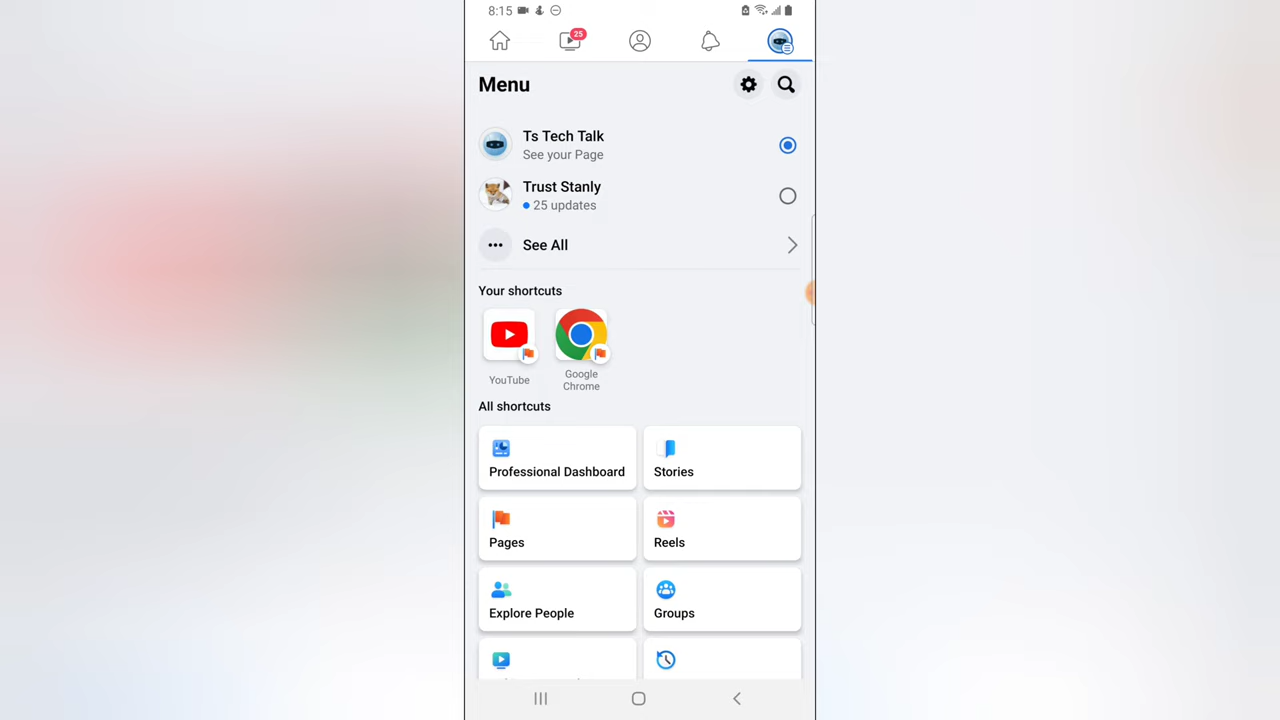 8:15
25
Menu
Ts Tech Talk
See your Page
Trust Stanly
25 updates
See All
Your shortcuts
YouTube
Google
Chrome
All shortcuts
Professional Dashboard
Stories
Pages
Reels
Explore People
Groups